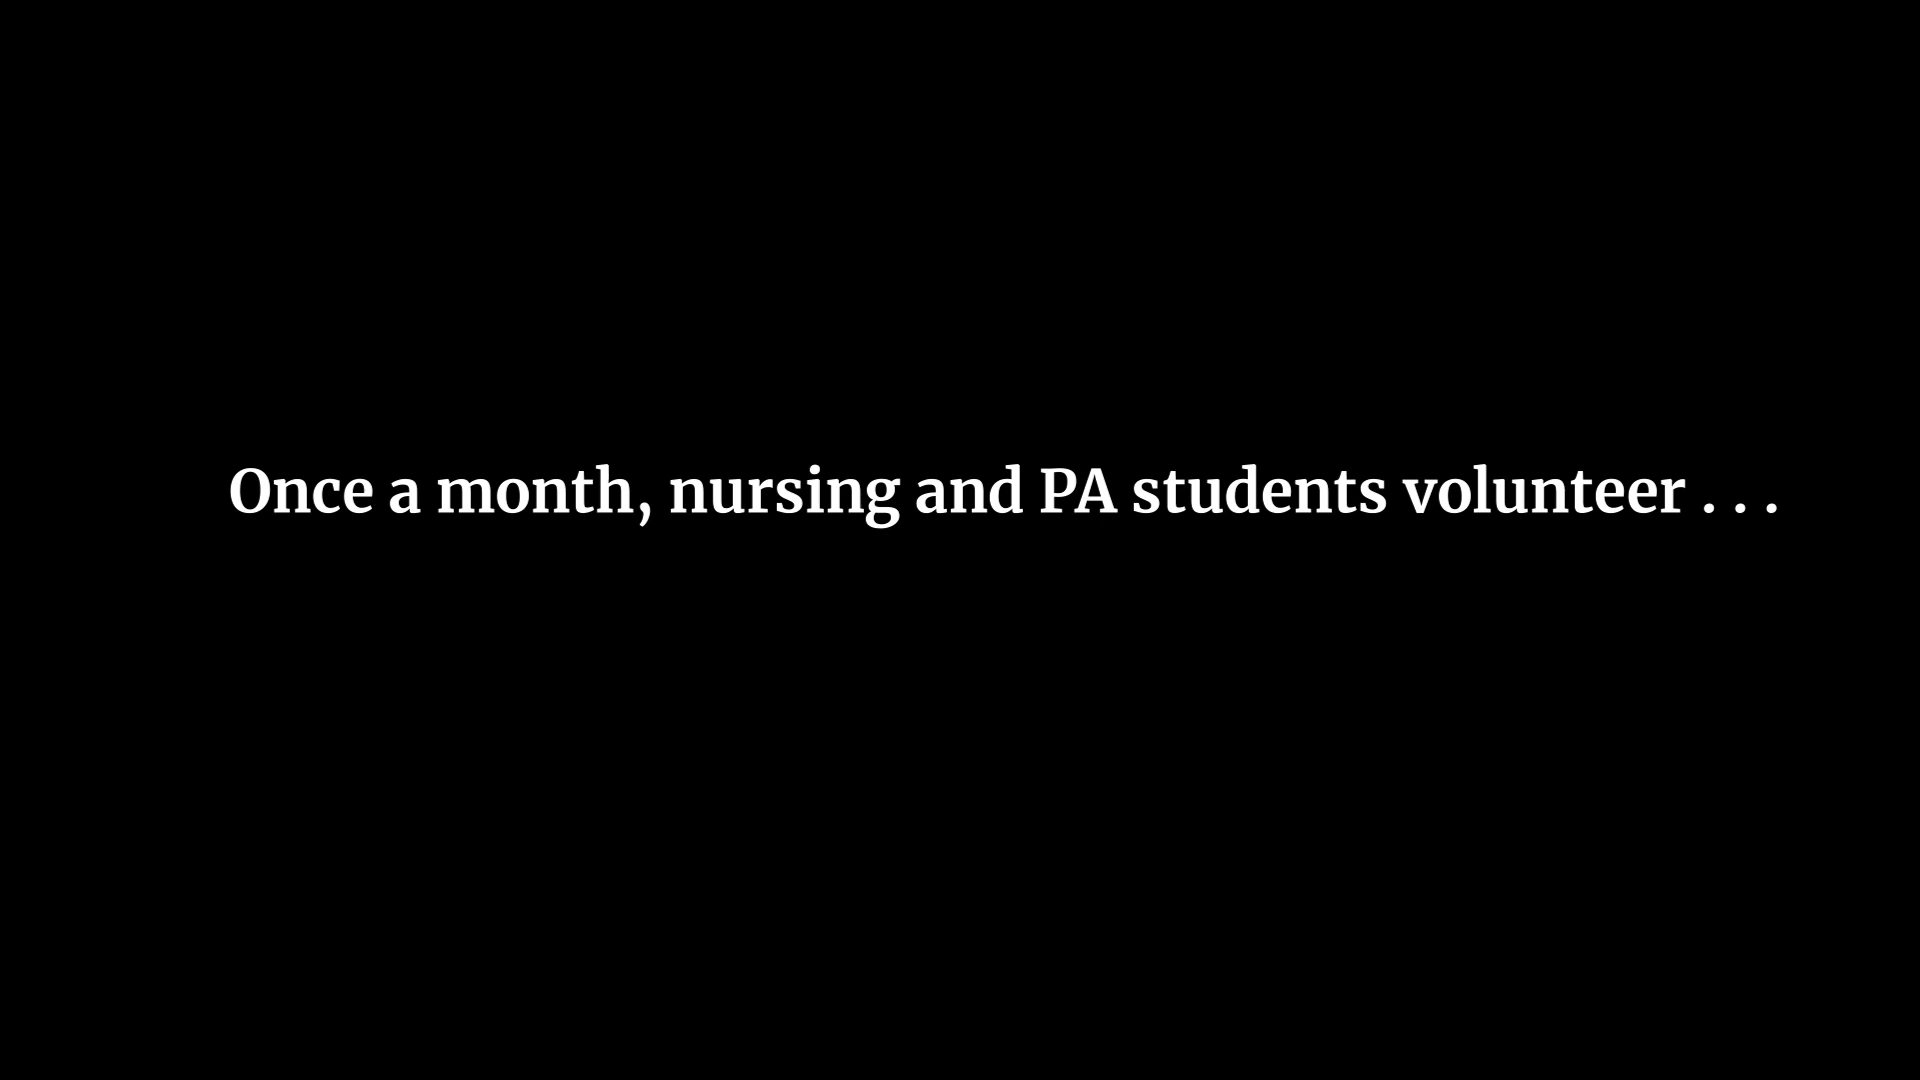 Once a month, nursing and PA students volunteer . . .